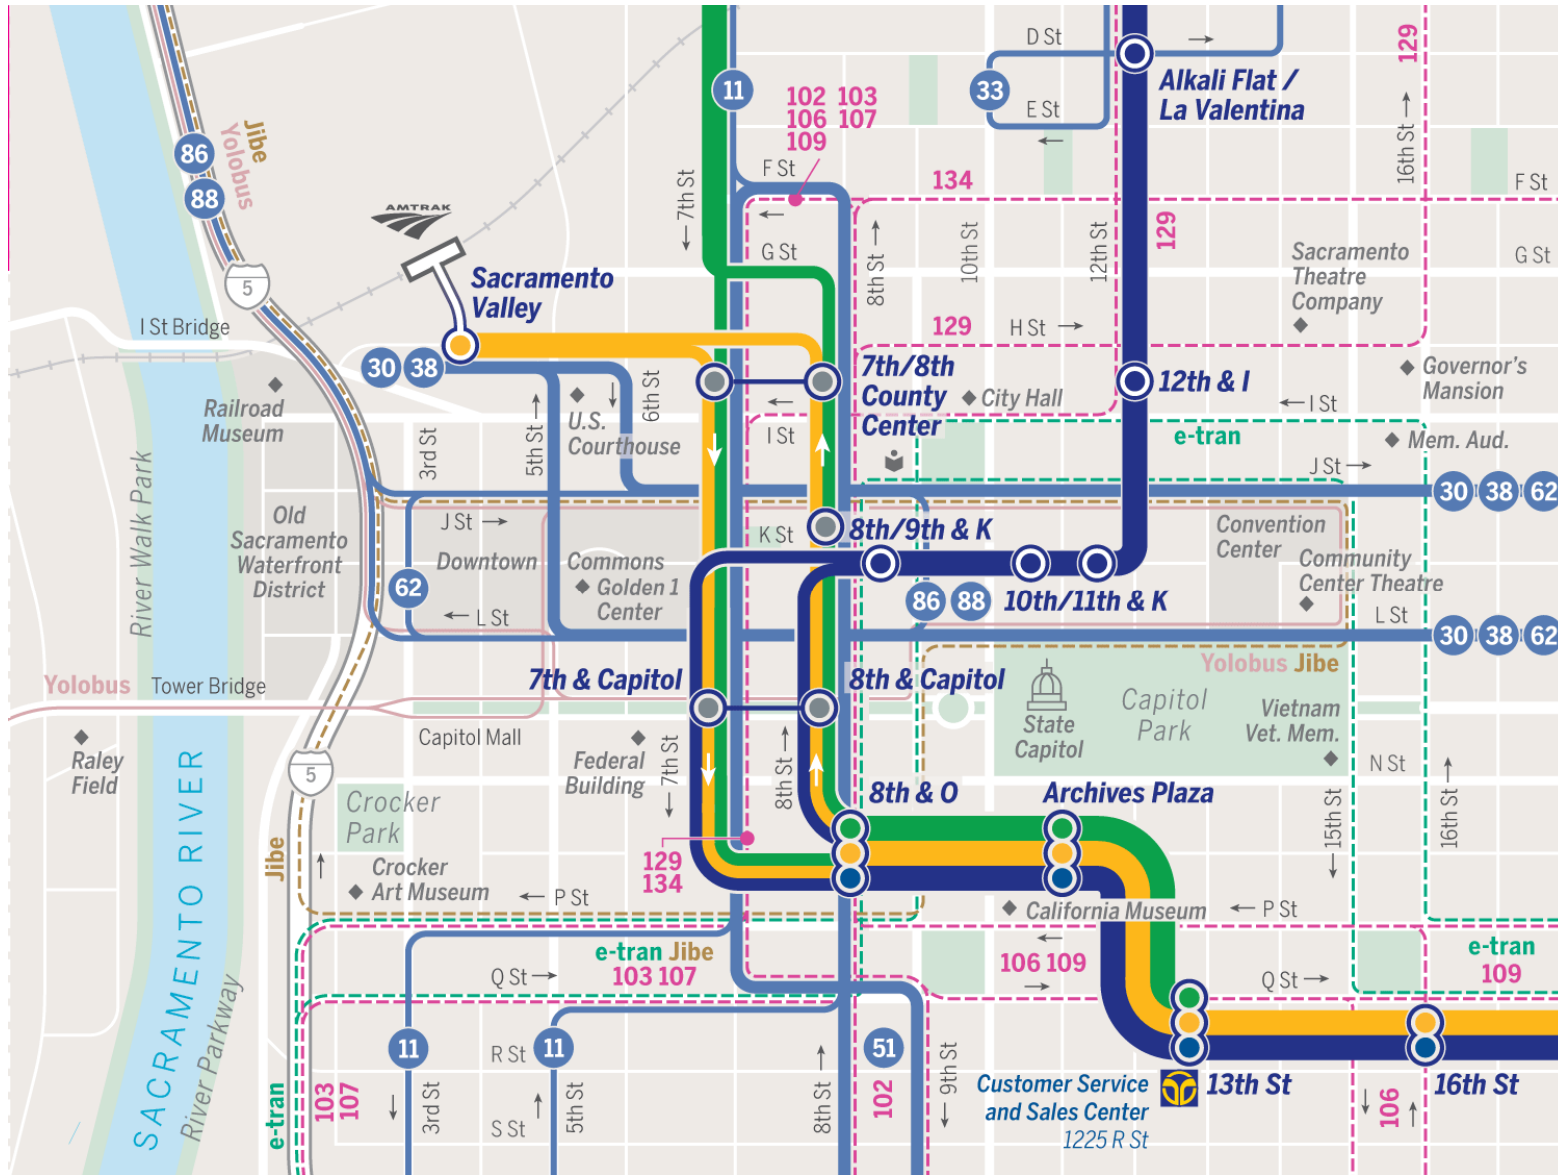 D St
129
11
33
Alkali Flat /
La Valentina
102 103
106 107
109
E St
Jibe
Yolobus
86
88
16th St
F St
134
F St
7th St
AMTRAK
8th St
10th St
12th St
129
G St
G St
Sacramento
Valley
Sacramento
Theatre
Company
5
I St Bridge
129
H St
30
38
7th/8th
County
Center
12th & I
Governor's
Mansion
6th St
Railroad
Museum
U.S.
Courthouse
City Hall
I St
I St
3rd St
5th St
e-tran
Mem. Aud.
J St
30
38
62
River Walk Park
Old
Sacramento
Waterfront
District
J St
K St
8th/9th & K
Convention
Center
Downtown
Commons
Golden 1
Center
Community
Center Theatre
62
86
88
10th/11th & K
L St
L St
30
38
62
Yolobus
Tower Bridge
7th & Capitol
8th & Capitol
Yolobus Jibe
Capitol
Park
State
Capitol
Vietnam
Vet. Mem.
Capitol Mall
Raley
Field
Federal
Building
7th St
8th St
N St
5
SACRAMENTO RIVER
Crocker
Park
8th & O
Archives Plaza
15th St
16th St
Jibe
129
134
Crocker
Art Museum
P St
California Museum
P St
e-tran Jibe
103 107
106 109
e-tran
109
Q St
Q St
River Parkway
11
R St
11
51
9th St
Customer Service
and Sales Center
1225 R St
13th St
16th St
e-tran
103
107
3rd St
S St
5th St
8th St
102
106